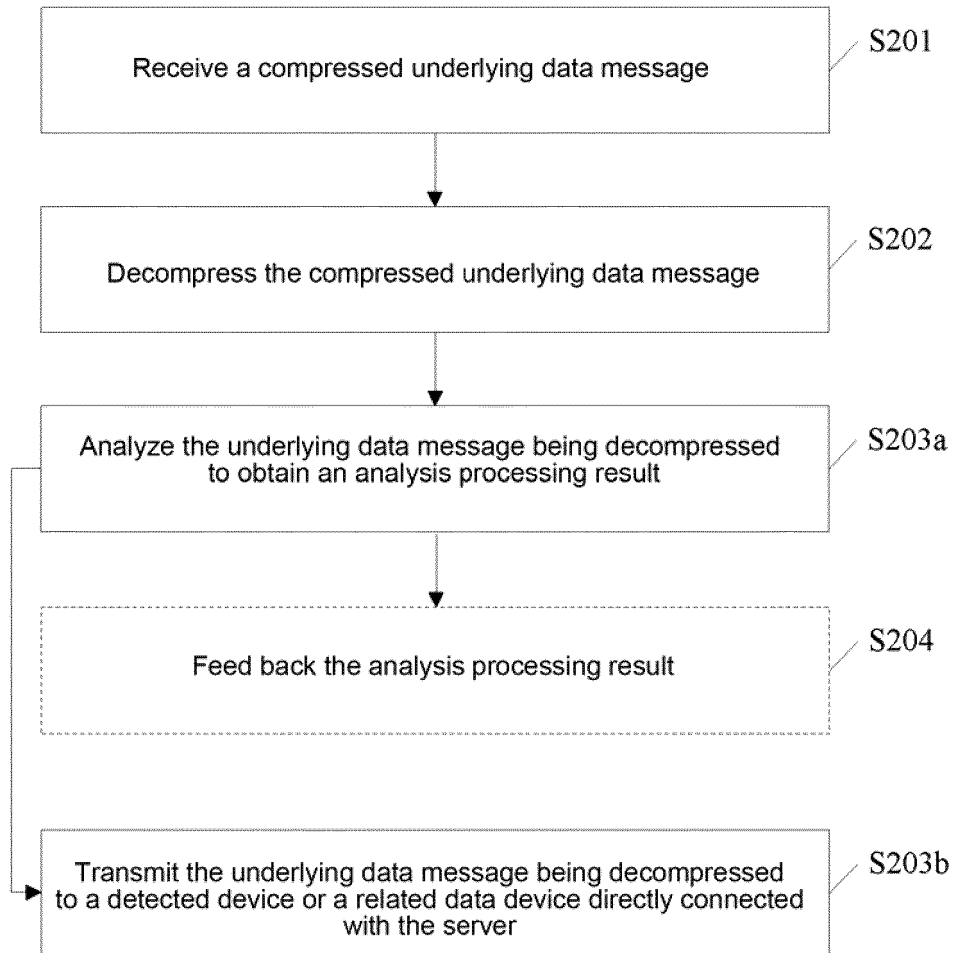 Receive a compressed underlying data message
S201
Decompress the compressed underlying data message
S202
Analyze the underlying data message being decompressed
to obtain an analysis processing result
S203a
Feed back the analysis processing result
S204
Transmit the underlying data message being decompressed
to a detected device or a related data device directly connected
with the server
S203b